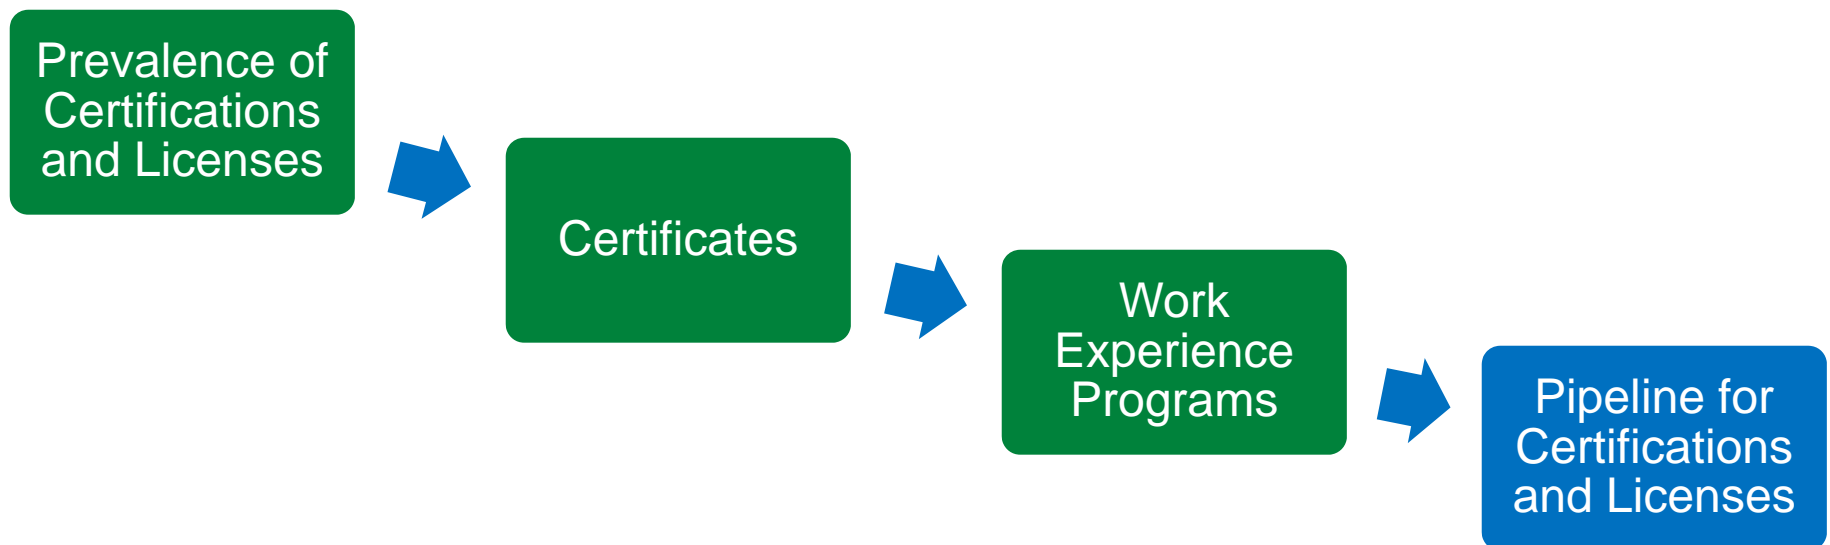 Prevalence of
Certifications
and Licenses
Certificates
Work
Experience
Programs
Pipeline for
Certifications
and Licenses